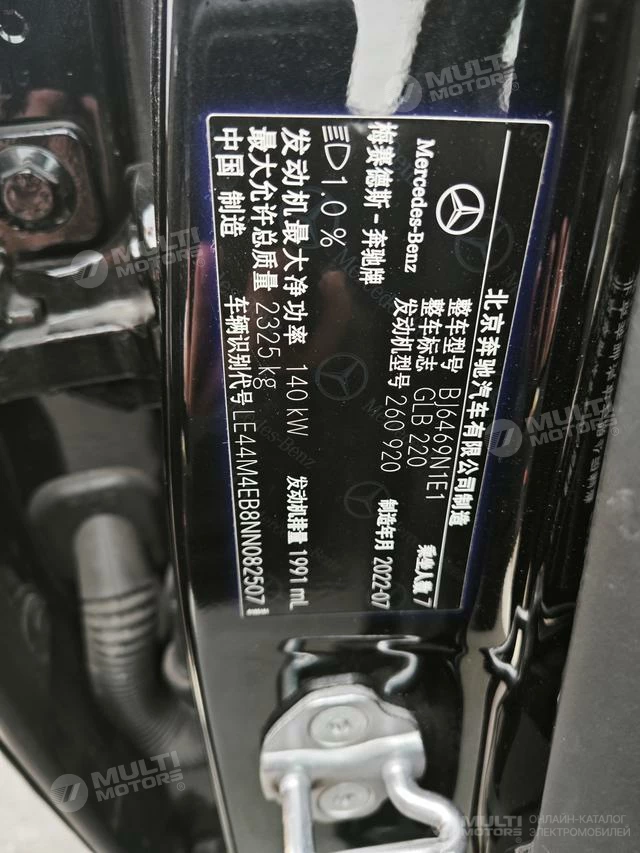 北京奔驰汽车有限公司制造
Mercedes-Benz
梅赛德斯-奔驰牌
整车型号 BJ6469N1E1
整车标志 GLB 220
发动机型号 260 920
乘坐人数 7
制造年月 2022-07
1.0 %
发动机最大净功率 140 kW 发动机排量 1991 mL
最大允许总质量 2325 kg
中国 制造 车辆识别代号 LE44M4EB8NN082507
MULTI MOTORS
MULTI MOTORS
MULTI MOTORS
MULTI MOTORS
MULTI MOTORS
ОНЛАЙН-КАТАЛОГ
ЭЛЕКТРОМОБИЛЕЙ